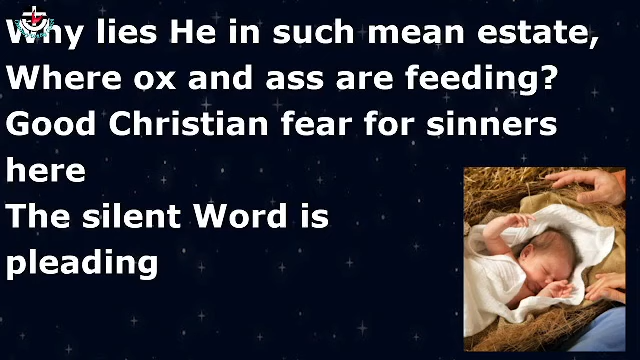 Why lies He in such mean estate,
Where ox and ass are feeding?
Good Christian fear for sinners
here
The silent Word is
pleading